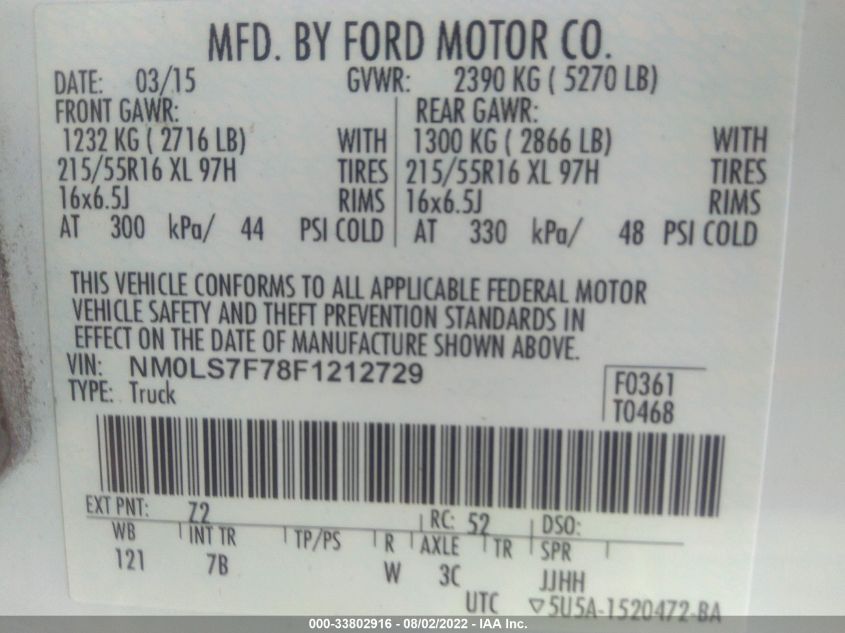 MFD. BY FORD MOTOR CO.
DATE: 03/15 GVWR: 2390 KG ( 5270 LB)
FRONT GAWR: REAR GAWR:
1232 KG ( 2716 LB) WITH 1300 KG ( 2866 LB) WITH
215/55R16 XL 97H TIRES 215/55R16 XL 97H TIRES
16x6.5J RIMS 16x6.5J RIMS
AT 300 kPa/ 44 PSI COLD AT 330 kPa/ 48 PSI COLD
THIS VEHICLE CONFORMS TO ALL APPLICABLE FEDERAL MOTOR
VEHICLE SAFETY AND THEFT PREVENTION STANDARDS IN
EFFECT ON THE DATE OF MANUFACTURE SHOWN ABOVE.
VIN: NM0LS7F78F1212729
TYPE: Truck
F0361
T0468
EXT PNT: Z2 RC: 52 DSO:
WB INT TR TP/PS R AXLE TR SPR
121 7B W 3C JJHH
UTC ▽5U5A-1520472-BA
000-33802916 - 08/02/2022 - IAA Inc.